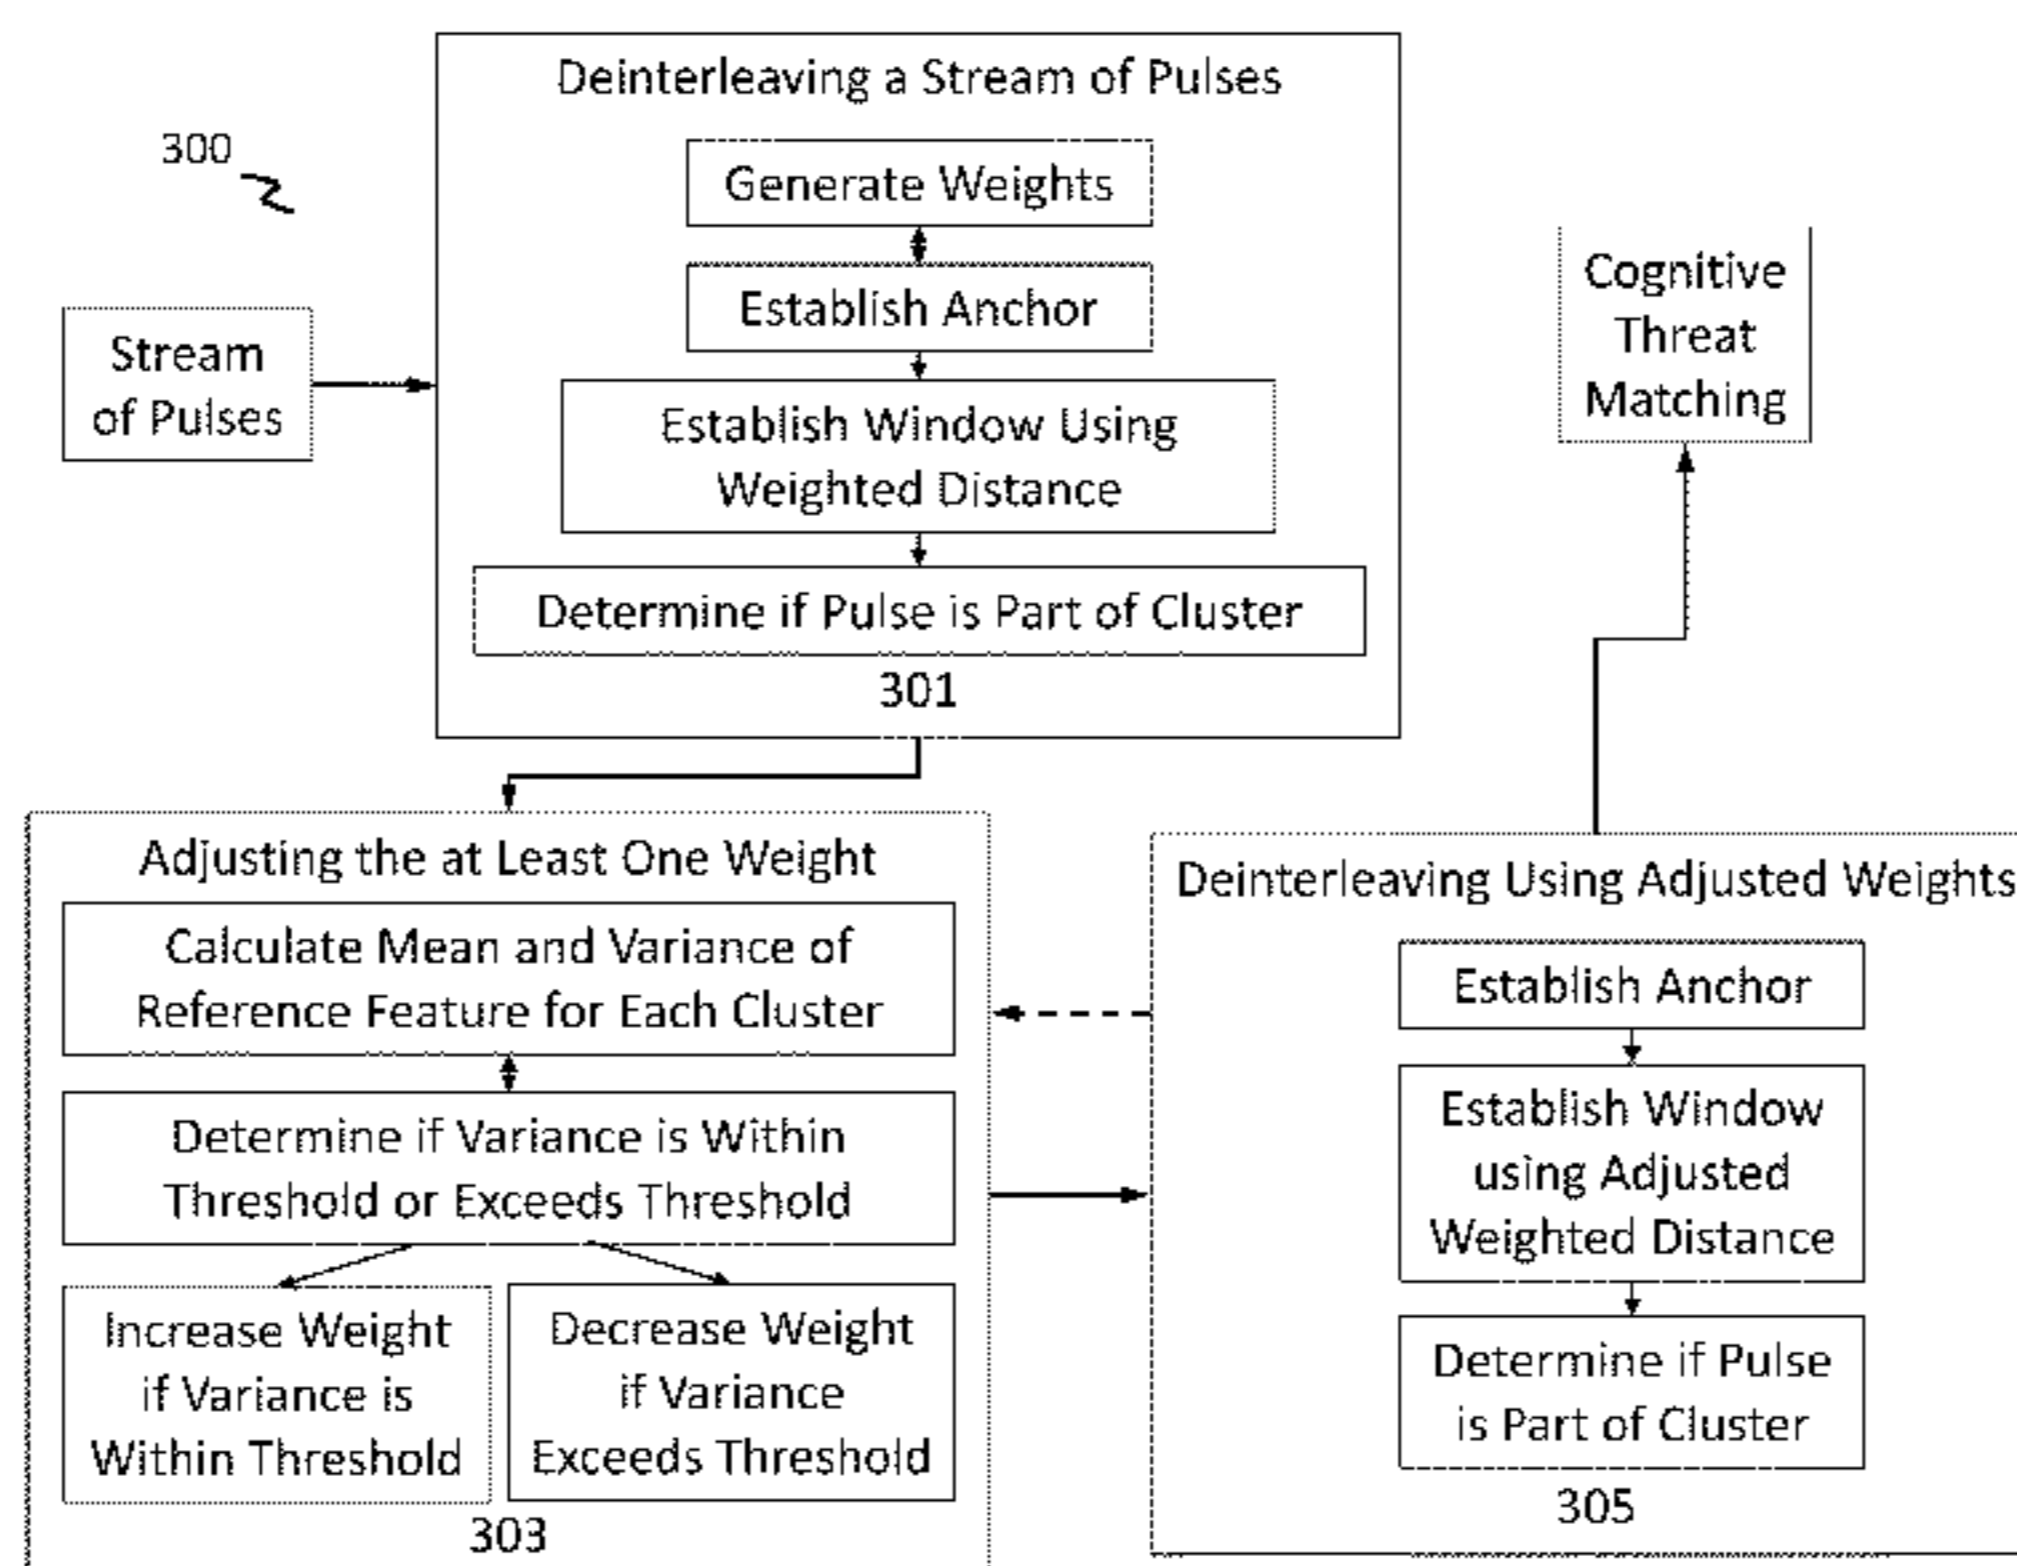 Deinterleaving a Stream of Pulses
300
Generate Weights
Establish Anchor
Stream
of Pulses
Establish Window Using
Weighted Distance
Determine if Pulse is Part of Cluster
301
Cognitive
Threat
Matching
Adjusting the at Least One Weight
Calculate Mean and Variance of
Reference Feature for Each Cluster
Determine if Variance is Within
Threshold or Exceeds Threshold
Increase Weight
if Variance is
Within Threshold
Decrease Weight
if Variance
Exceeds Threshold
303
Deinterleaving Using Adjusted Weights
Establish Anchor
Establish Window
using Adjusted
Weighted Distance
Determine if Pulse
is Part of Cluster
305